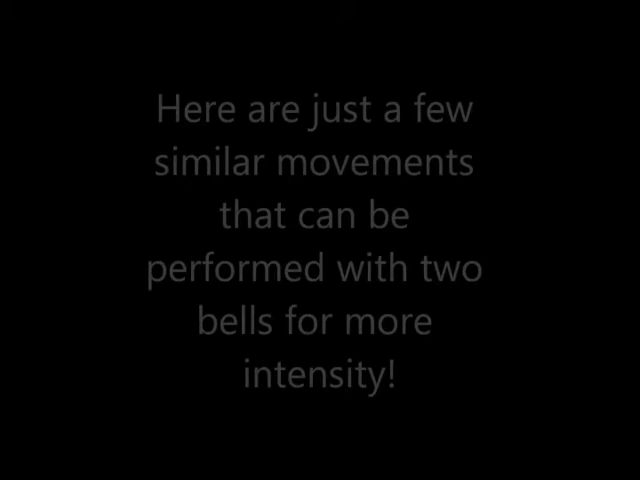 Here are just a few
similar movements
that can be
performed with two
bells for more
intensity!